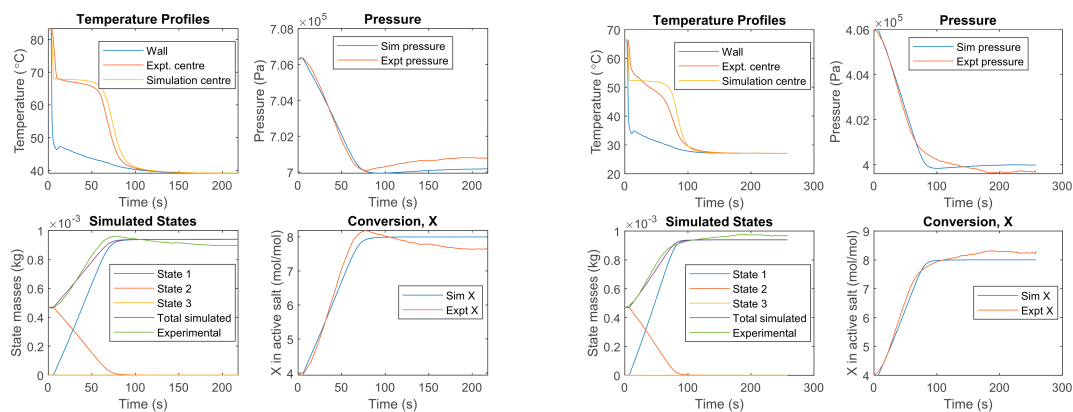 Temperature Profiles
80
70
60
50
40
Temperature (°C)
Wall
Expt. centre
Simulation centre
0 50 100 150 200
Time (s)
×10⁵
Pressure
7.08
7.06
7.04
7.02
7
Pressure (Pa)
Sim pressure
Expt pressure
0 50 100 150 200
Time (s)
Temperature Profiles
70
60
50
40
30
20
Temperature (°C)
Wall
Expt. centre
Simulation centre
0 100 200 300
Time (s)
×10⁵
Pressure
4.06
4.04
4.02
4
Pressure (Pa)
Sim pressure
Expt pressure
0 100 200 300
Time (s)
×10⁻³
Simulated States
1
0.8
0.6
0.4
0.2
0
State masses (kg)
State 1
State 2
State 3
Total simulated
Experimental
0 50 100 150 200
Time (s)
Conversion, X
8
7
6
5
4
X in active salt (mol/mol)
Sim X
Expt X
0 50 100 150 200
Time (s)
×10⁻³
Simulated States
1
0.8
0.6
0.4
0.2
0
State masses (kg)
State 1
State 2
State 3
Total simulated
Experimental
0 100 200 300
Time (s)
Conversion, X
9
8
7
6
5
4
X in active salt (mol/mol)
Sim X
Expt X
0 100 200 300
Time (s)